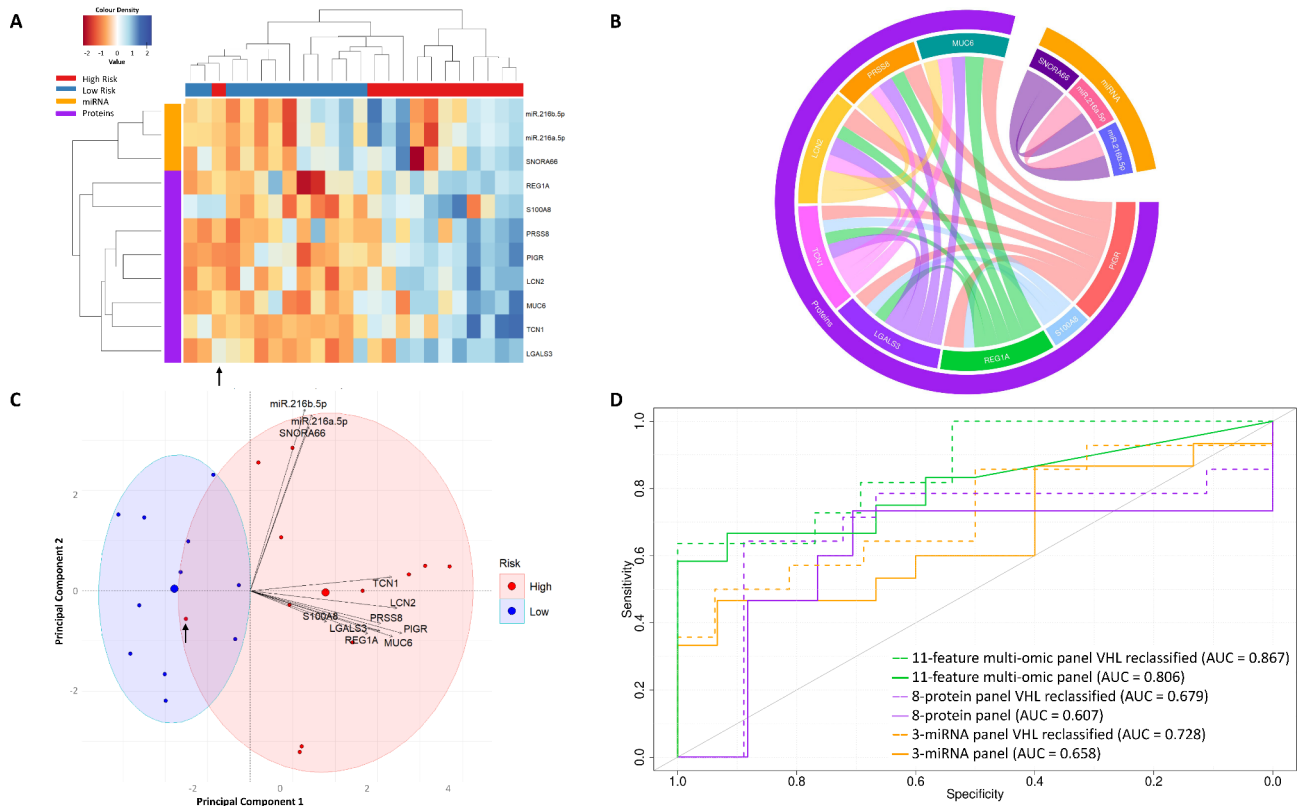 A
Colour Density
-2 -1 0 1 2
Value
High Risk
Low Risk
miRNA
Proteins
miR.216b.5p
miR.216a.5p
SNORA66
REG1A
S100A8
PRSS8
PIGR
LCN2
MUC6
TCN1
LGALS3
B
MUC6
PRSS8
LCN2
TCN1
LGALS3
REG1A
S100A8
PIGR
Proteins
SNORA66
miR.216a.5p
miR.216b.5p
miRNA
C
miR.216b.5p
miR.216a.5p
SNORA66
TCN1
LCN2
S100A8
PRSS8
LGALS3
PIGR
REG1A
MUC6
Principal Component 2
2
0
-2
-2 0 2 4
Principal Component 1
Risk
High
Low
D
Sensitivity
1.0
0.8
0.6
0.4
0.2
0.0
11-feature multi-omic panel VHL reclassified (AUC = 0.867)
11-feature multi-omic panel (AUC = 0.806)
8-protein panel VHL reclassified (AUC = 0.679)
8-protein panel (AUC = 0.607)
3-miRNA panel VHL reclassified (AUC = 0.728)
3-miRNA panel (AUC = 0.658)
1.0 0.8 0.6 0.4 0.2 0.0
Specificity